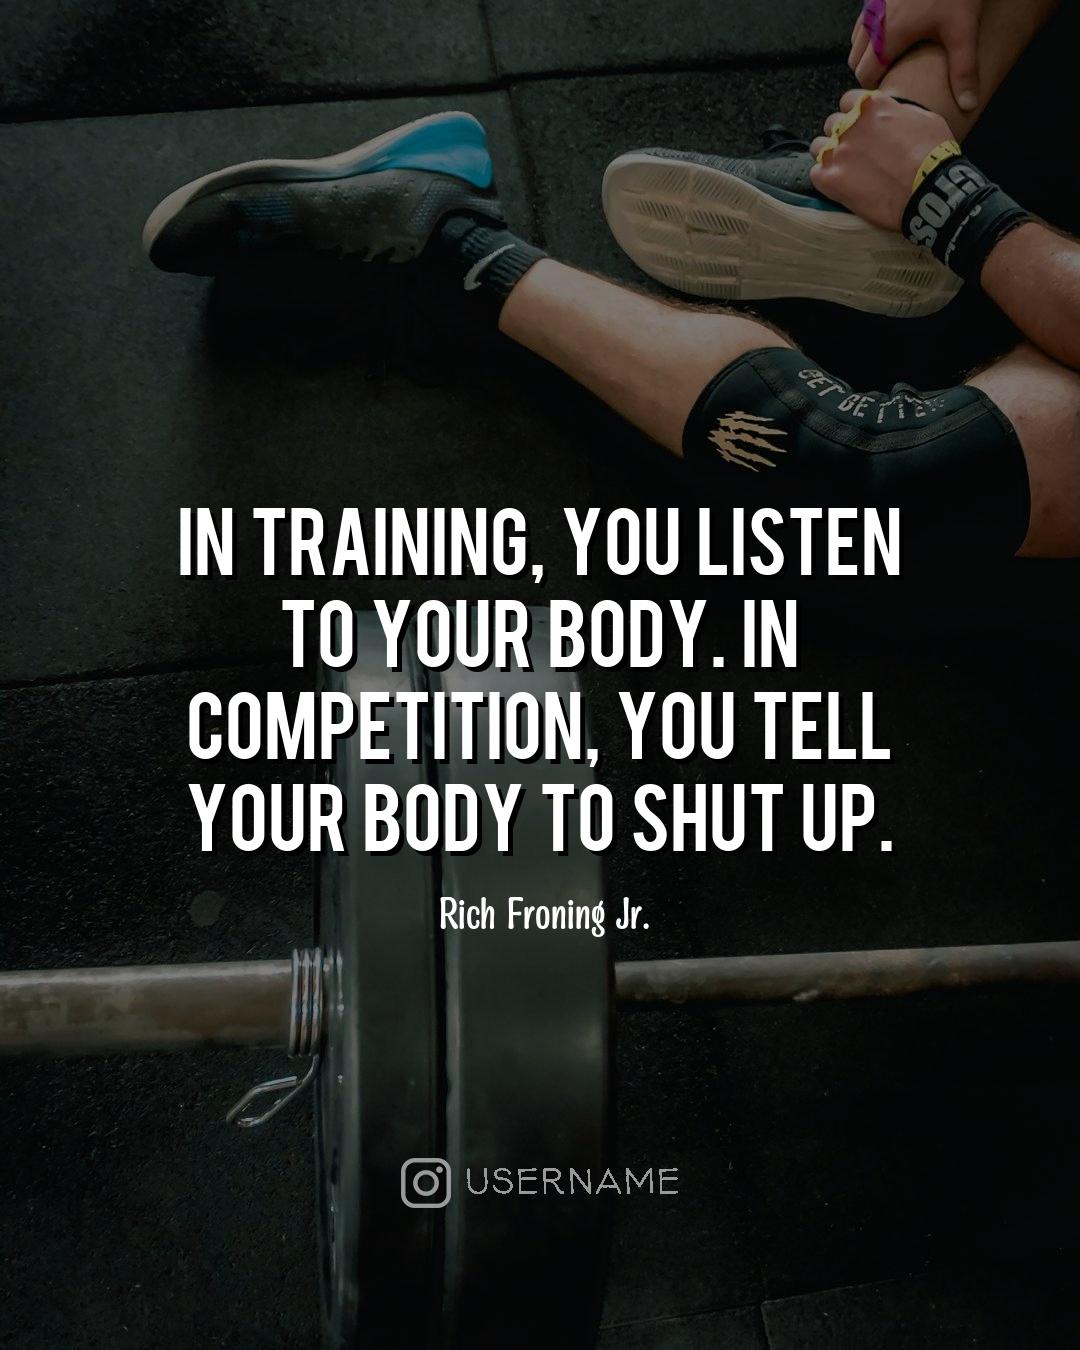 GET BETTER
IN TRAINING, YOU LISTEN
TO YOUR BODY. IN
COMPETITION, YOU TELL
YOUR BODY TO SHUT UP.
Rich Froning Jr.
USERNAME